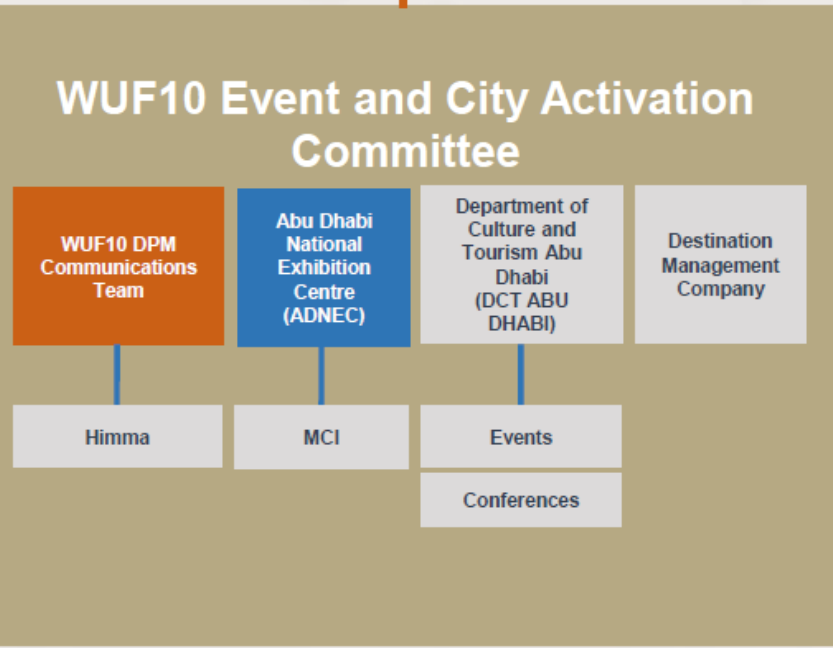 WUF10 Event and City Activation
Committee
WUF10 DPM
Communications
Team
Abu Dhabi
National
Exhibition
Centre
(ADNEC)
Department of
Culture and
Tourism Abu
Dhabi
(DCT ABU
DHABI)
Destination
Management
Company
Himma
MCI
Events
Conferences